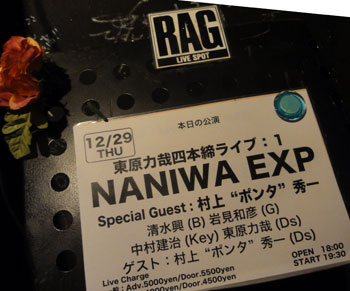 RAG
LIVE SPOT
本日の公演
12/29
THU
東原力哉四本締ライブ：1
NANIWA EXP
Special Guest：村上“ポンタ”秀一
清水興 (B) 岩見和彦 (G)
中村建治 (Key) 東原力哉 (Ds)
ゲスト：村上“ポンタ”秀一 (Ds)
OPEN 18:00
START 19:30
Live Charge
一般：Adv.5000yen/Door.5500yen
4000yen/Door.4500yen